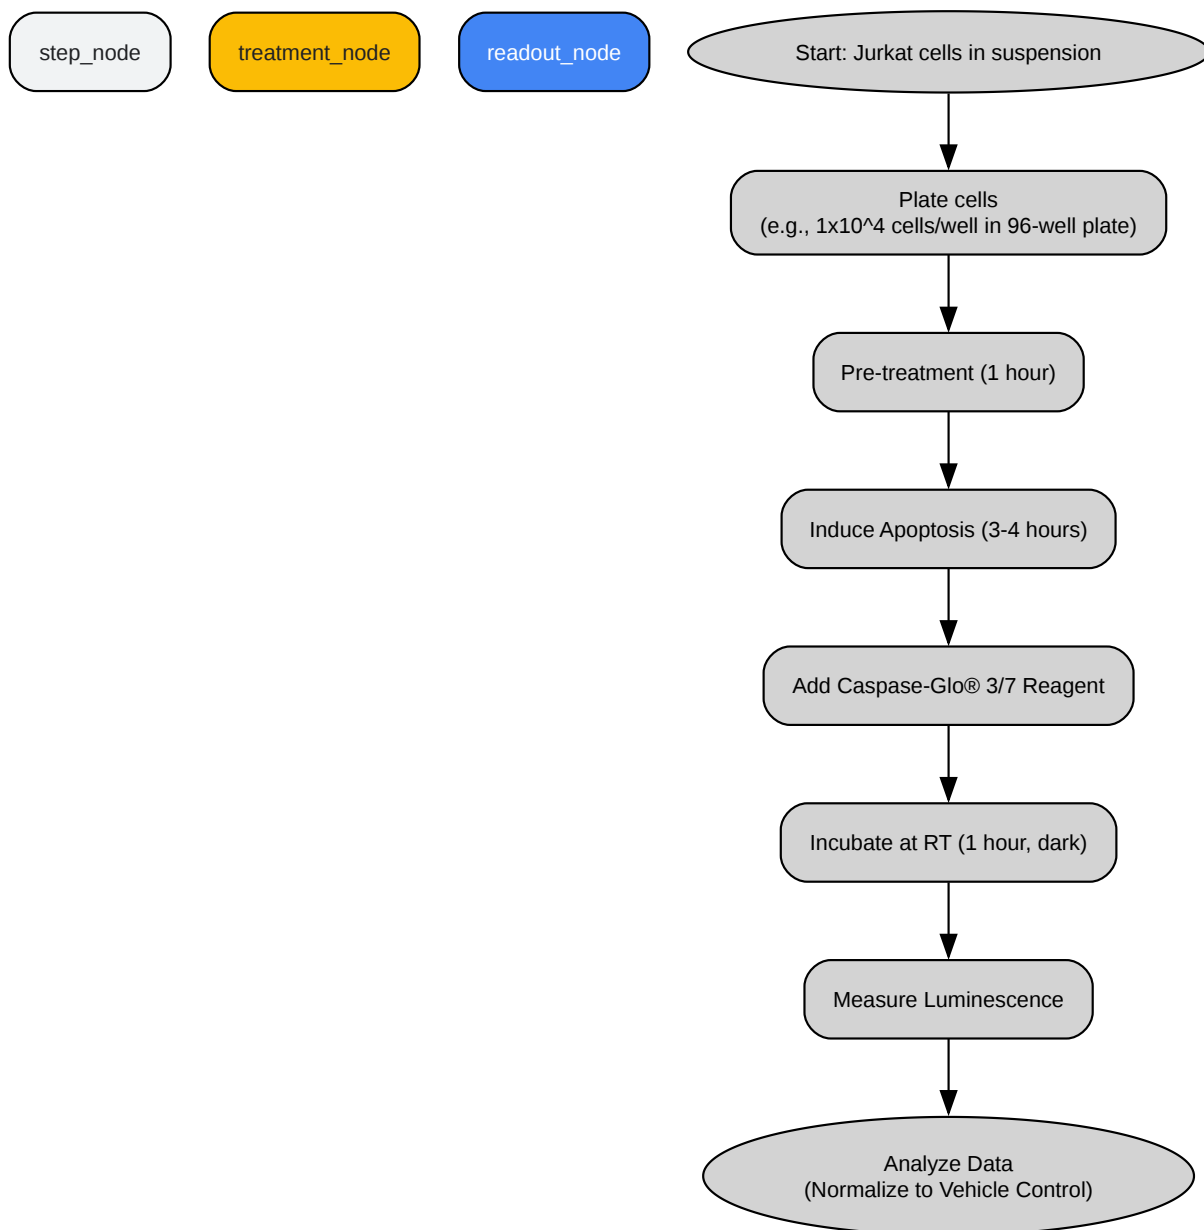 step_node
treatment_node
readout_node
Start: Jurkat cells in suspension
Plate cells
(e.g., 1x10^4 cells/well in 96-well plate)
Pre-treatment (1 hour)
Induce Apoptosis (3-4 hours)
Add Caspase-Glo® 3/7 Reagent
Incubate at RT (1 hour, dark)
Measure Luminescence
Analyze Data
(Normalize to Vehicle Control)